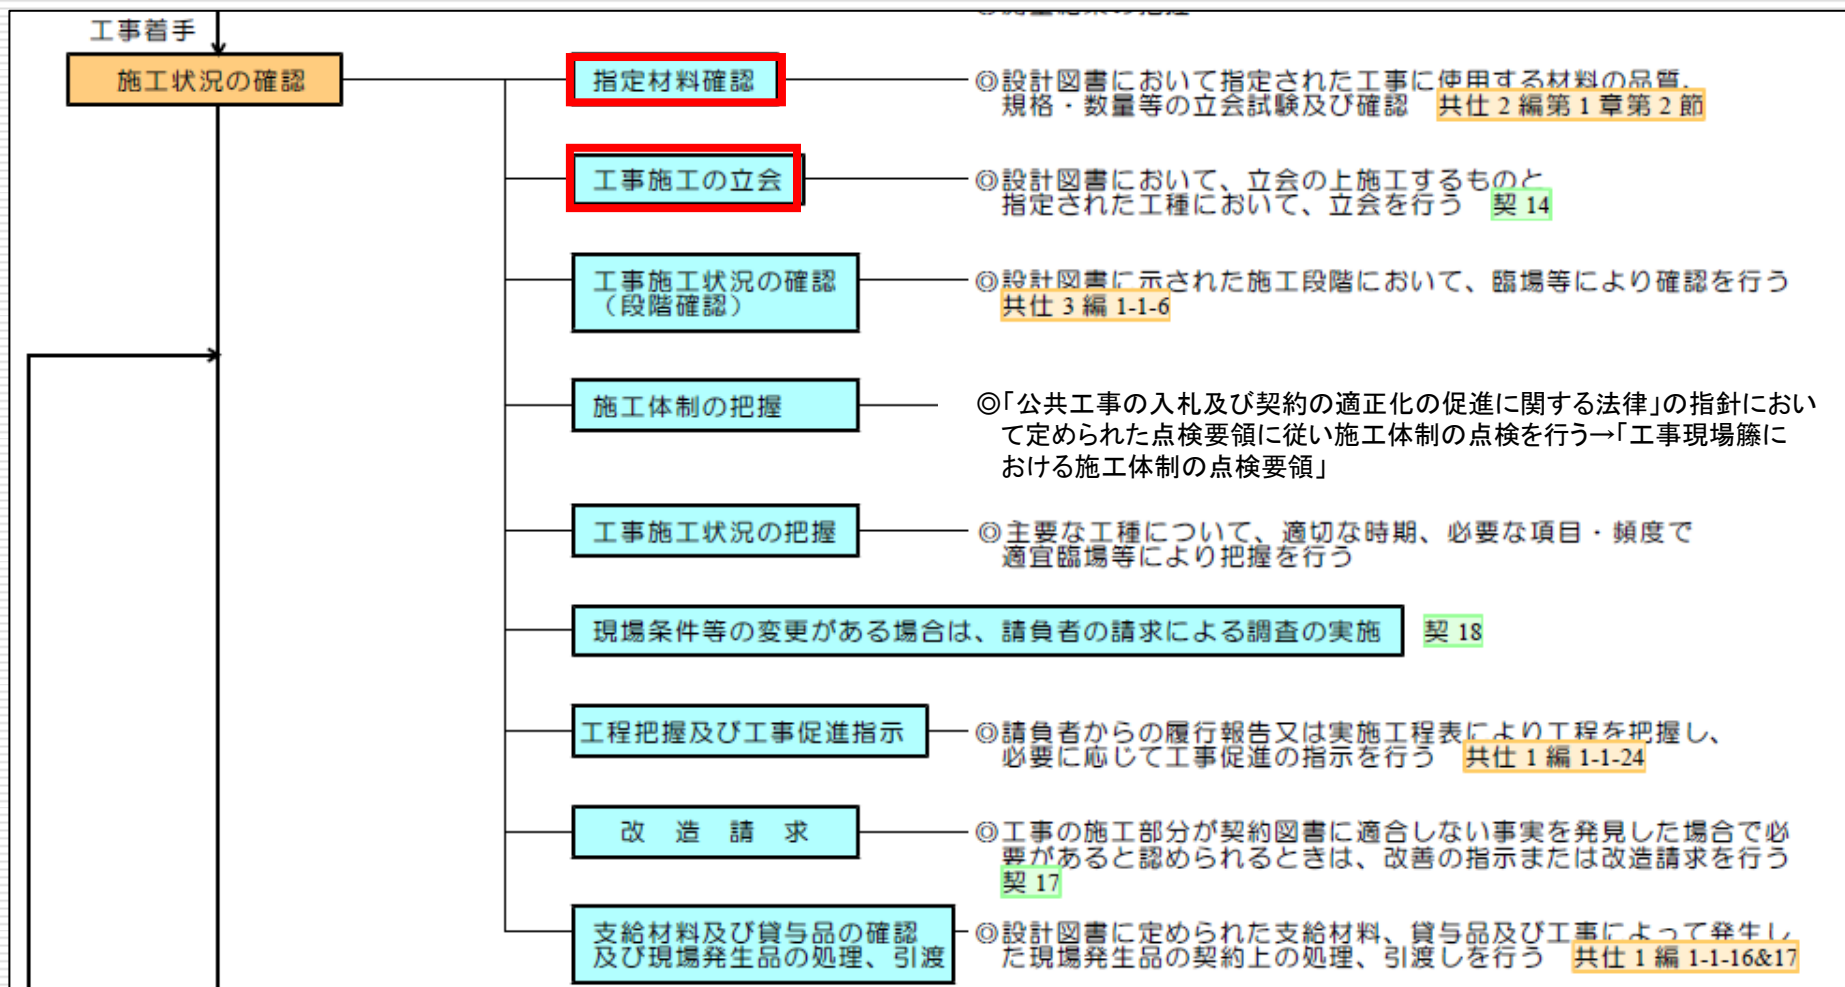 工事着手
施工状況の確認
指定材料確認
◎設計図書において指定された工事に使用する材料の品質、
規格・数量等の立会試験及び確認 共仕 2 編第 1 章第 2 節
工事施工の立会
◎設計図書において、立会の上施工するものと
指定された工種において、立会を行う 契 14
工事施工状況の確認
（段階確認）
◎設計図書に示された施工段階において、臨場等により確認を行う
共仕 3 編 1-1-6
施工体制の把握
◎「公共工事の入札及び契約の適正化の促進に関する法律」の指針におい
て定められた点検要領に従い施工体制の点検を行う→「工事現場籐に
おける施工体制の点検要領」
工事施工状況の把握
◎主要な工種について、適切な時期、必要な項目・頻度で
適宜臨場等により把握を行う
現場条件等の変更がある場合は、請負者の請求による調査の実施 契 18
工程把握及び工事促進指示
◎請負者からの履行報告又は実施工程表により工程を把握し、
必要に応じて工事促進の指示を行う 共仕 1 編 1-1-24
改 造 請 求
◎工事の施工部分が契約図書に適合しない事実を発見した場合で必
要があると認められるときは、改善の指示または改造請求を行う
契 17
支給材料及び貸与品の確認
及び現場発生品の処理、引渡
◎設計図書に定められた支給材料、貸与品及び工事によって発生し
た現場発生品の契約上の処理、引渡しを行う 共仕 1 編 1-1-16&17